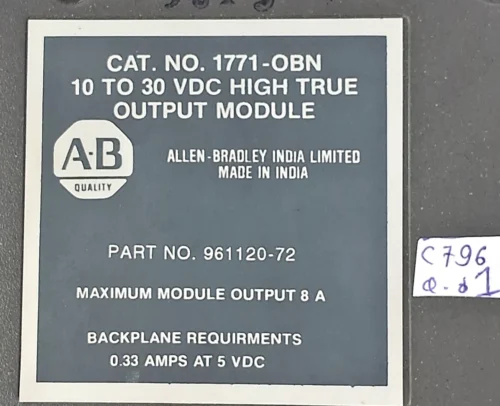 CAT. NO. 1771-OBN
10 TO 30 VDC HIGH TRUE
OUTPUT MODULE
A-B
QUALITY
ALLEN-BRADLEY INDIA LIMITED
MADE IN INDIA
PART NO. 961120-72
MAXIMUM MODULE OUTPUT 8 A
BACKPLANE REQUIRMENTS
0.33 AMPS AT 5 VDC
C796